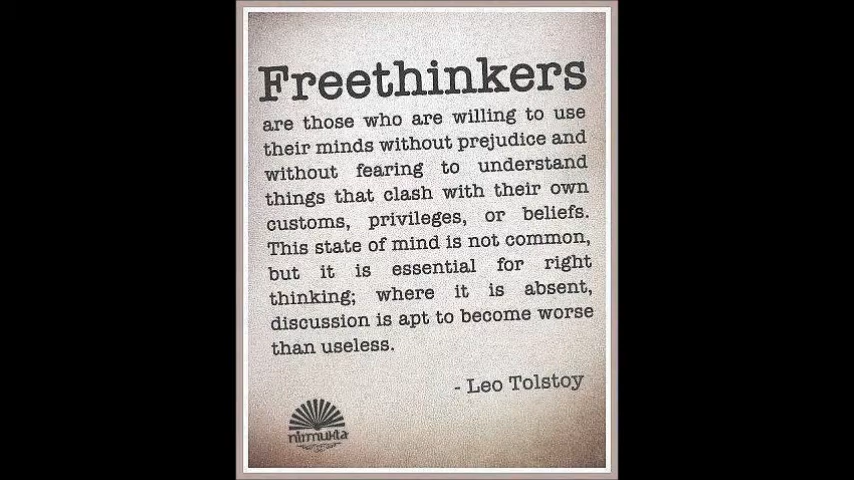 Freethinkers
are those who are willing to use
their minds without prejudice and
without fearing to understand
things that clash with their own
customs, privileges, or beliefs.
This state of mind is not common,
but it is essential for right
thinking; where it is absent,
discussion is apt to become worse
than useless.
- Leo Tolstoy
nirmukta